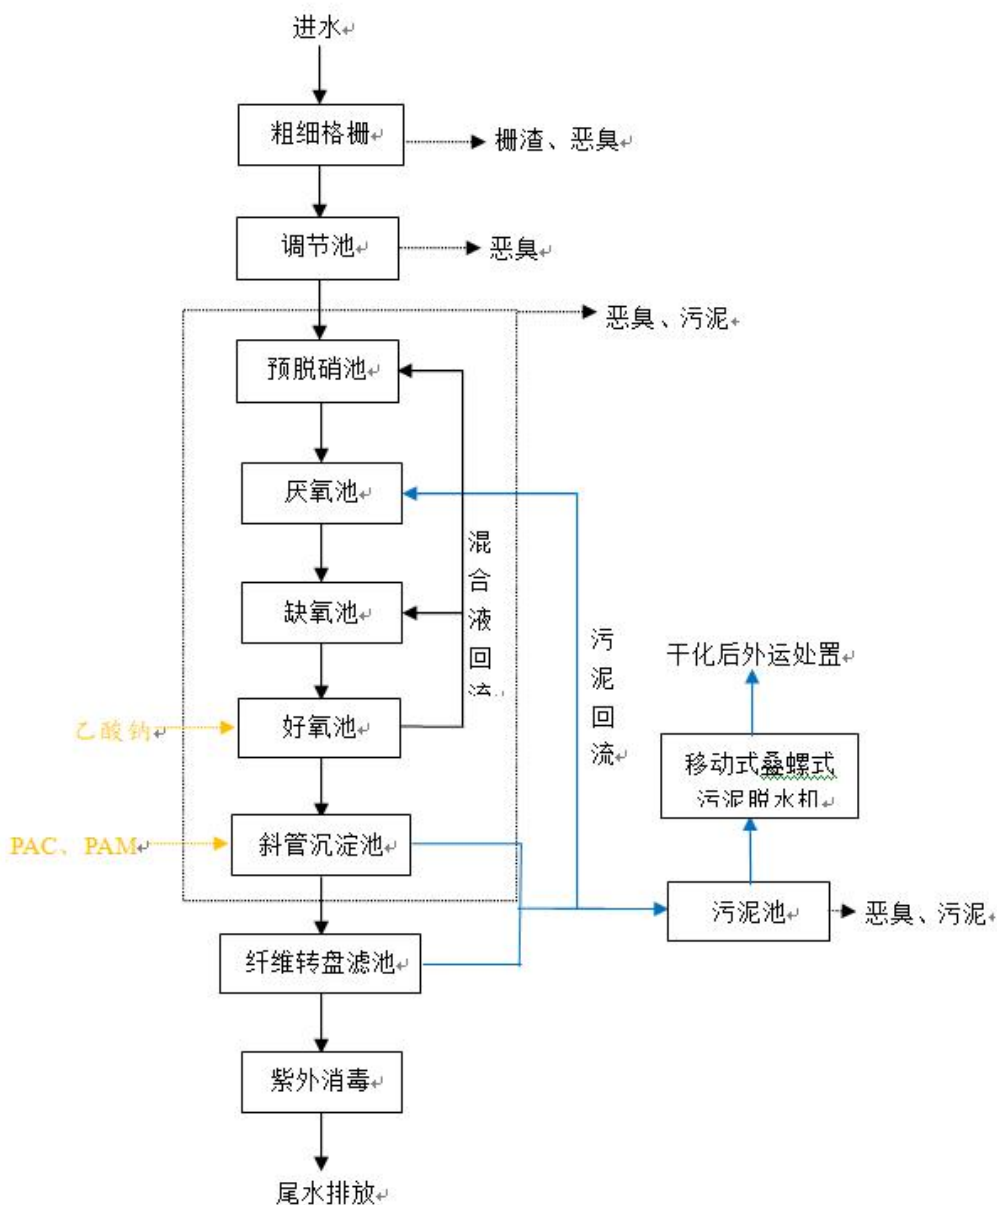 进水
粗细格栅
栅渣、恶臭
调节池
恶臭
恶臭、污泥
预脱硝池
厌氧池
混合液回流
缺氧池
污泥回流
干化后外运处置
乙酸钠
好氧池
移动式叠螺式
污泥脱水机
PAC、PAM
斜管沉淀池
污泥池
恶臭、污泥
纤维转盘滤池
紫外消毒
尾水排放